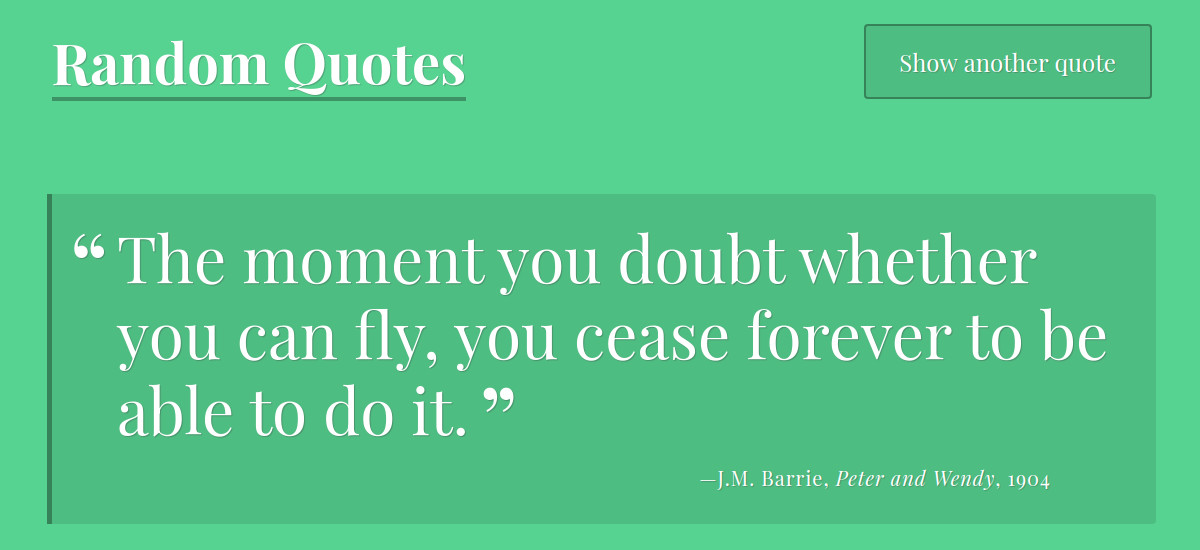 Random Quotes
Show another quote
“ The moment you doubt whether
you can fly, you cease forever to be
able to do it. ”
—J.M. Barrie, Peter and Wendy, 1904